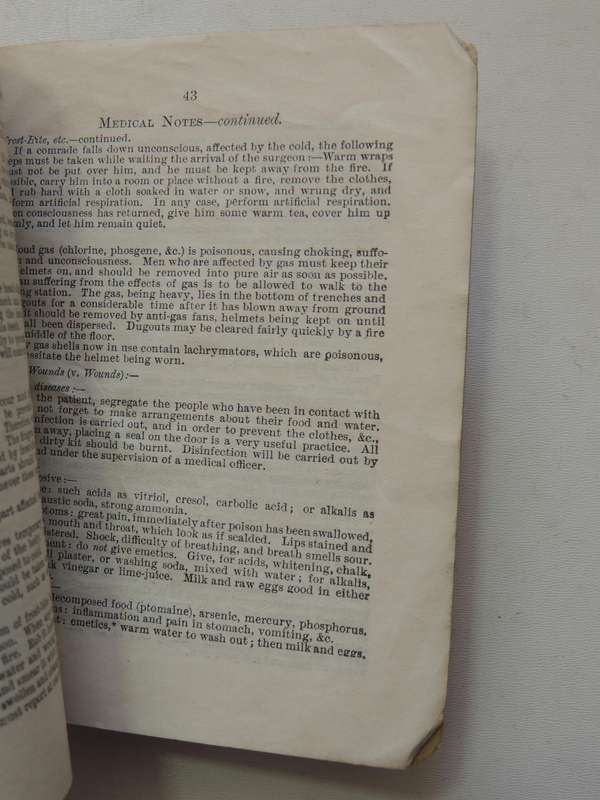 43
MEDICAL NOTES—continued.
Frost-Bite, etc.—continued.
If a comrade falls down unconscious, affected by the cold, the following
must be taken while waiting the arrival of the surgeon:—Warm wraps
not be put over him, and he must be kept away from the fire. If
carry him into a room or place without a fire, remove the clothes,
rub hard with a cloth soaked in water or snow, and wrung dry, and
artificial respiration. In any case, perform artificial respiration.
consciousness has returned, give him some warm tea, cover him up
and let him remain quiet.
gas (chlorine, phosgene, &c.) is poisonous, causing choking, suffo-
and unconsciousness. Men who are affected by gas must keep their
helmets on, and should be removed into pure air as soon as possible.
suffering from the effects of gas is to be allowed to walk to the
station. The gas, being heavy, lies in the bottom of trenches and
for a considerable time after it has blown away from ground
it should be removed by anti-gas fans, helmets being kept on until
been dispersed. Dugouts may be cleared fairly quickly by a fire
middle of the floor.
gas shells now in use contain lachrymators, which are poisonous,
the helmet being worn.
Wounds (v. Wounds):—
diseases:—
the patient, segregate the people who have been in contact with
not forget to make arrangements about their food and water.
is carried out, and in order to prevent the clothes, &c.,
away, placing a seal on the door is a very useful practice. All
dirty kit should be burnt. Disinfection will be carried out by
under the supervision of a medical officer.
such acids as vitriol, cresol, carbolic acid; or alkalis as
soda, strong ammonia.
great pain, immediately after poison has been swallowed,
mouth and throat, which look as if scalded. Lips stained and
Shock, difficulty of breathing, and breath smells sour.
do not give emetics. Give, for acids, whitening, chalk,
plaster, or washing soda, mixed with water; for alkalis,
vinegar or lime-juice. Milk and raw eggs good in either
decomposed food (ptomaine), arsenic, mercury, phosphorus.
inflammation and pain in stomach, vomiting, &c.
emetics,* warm water to wash out; then milk and eggs.